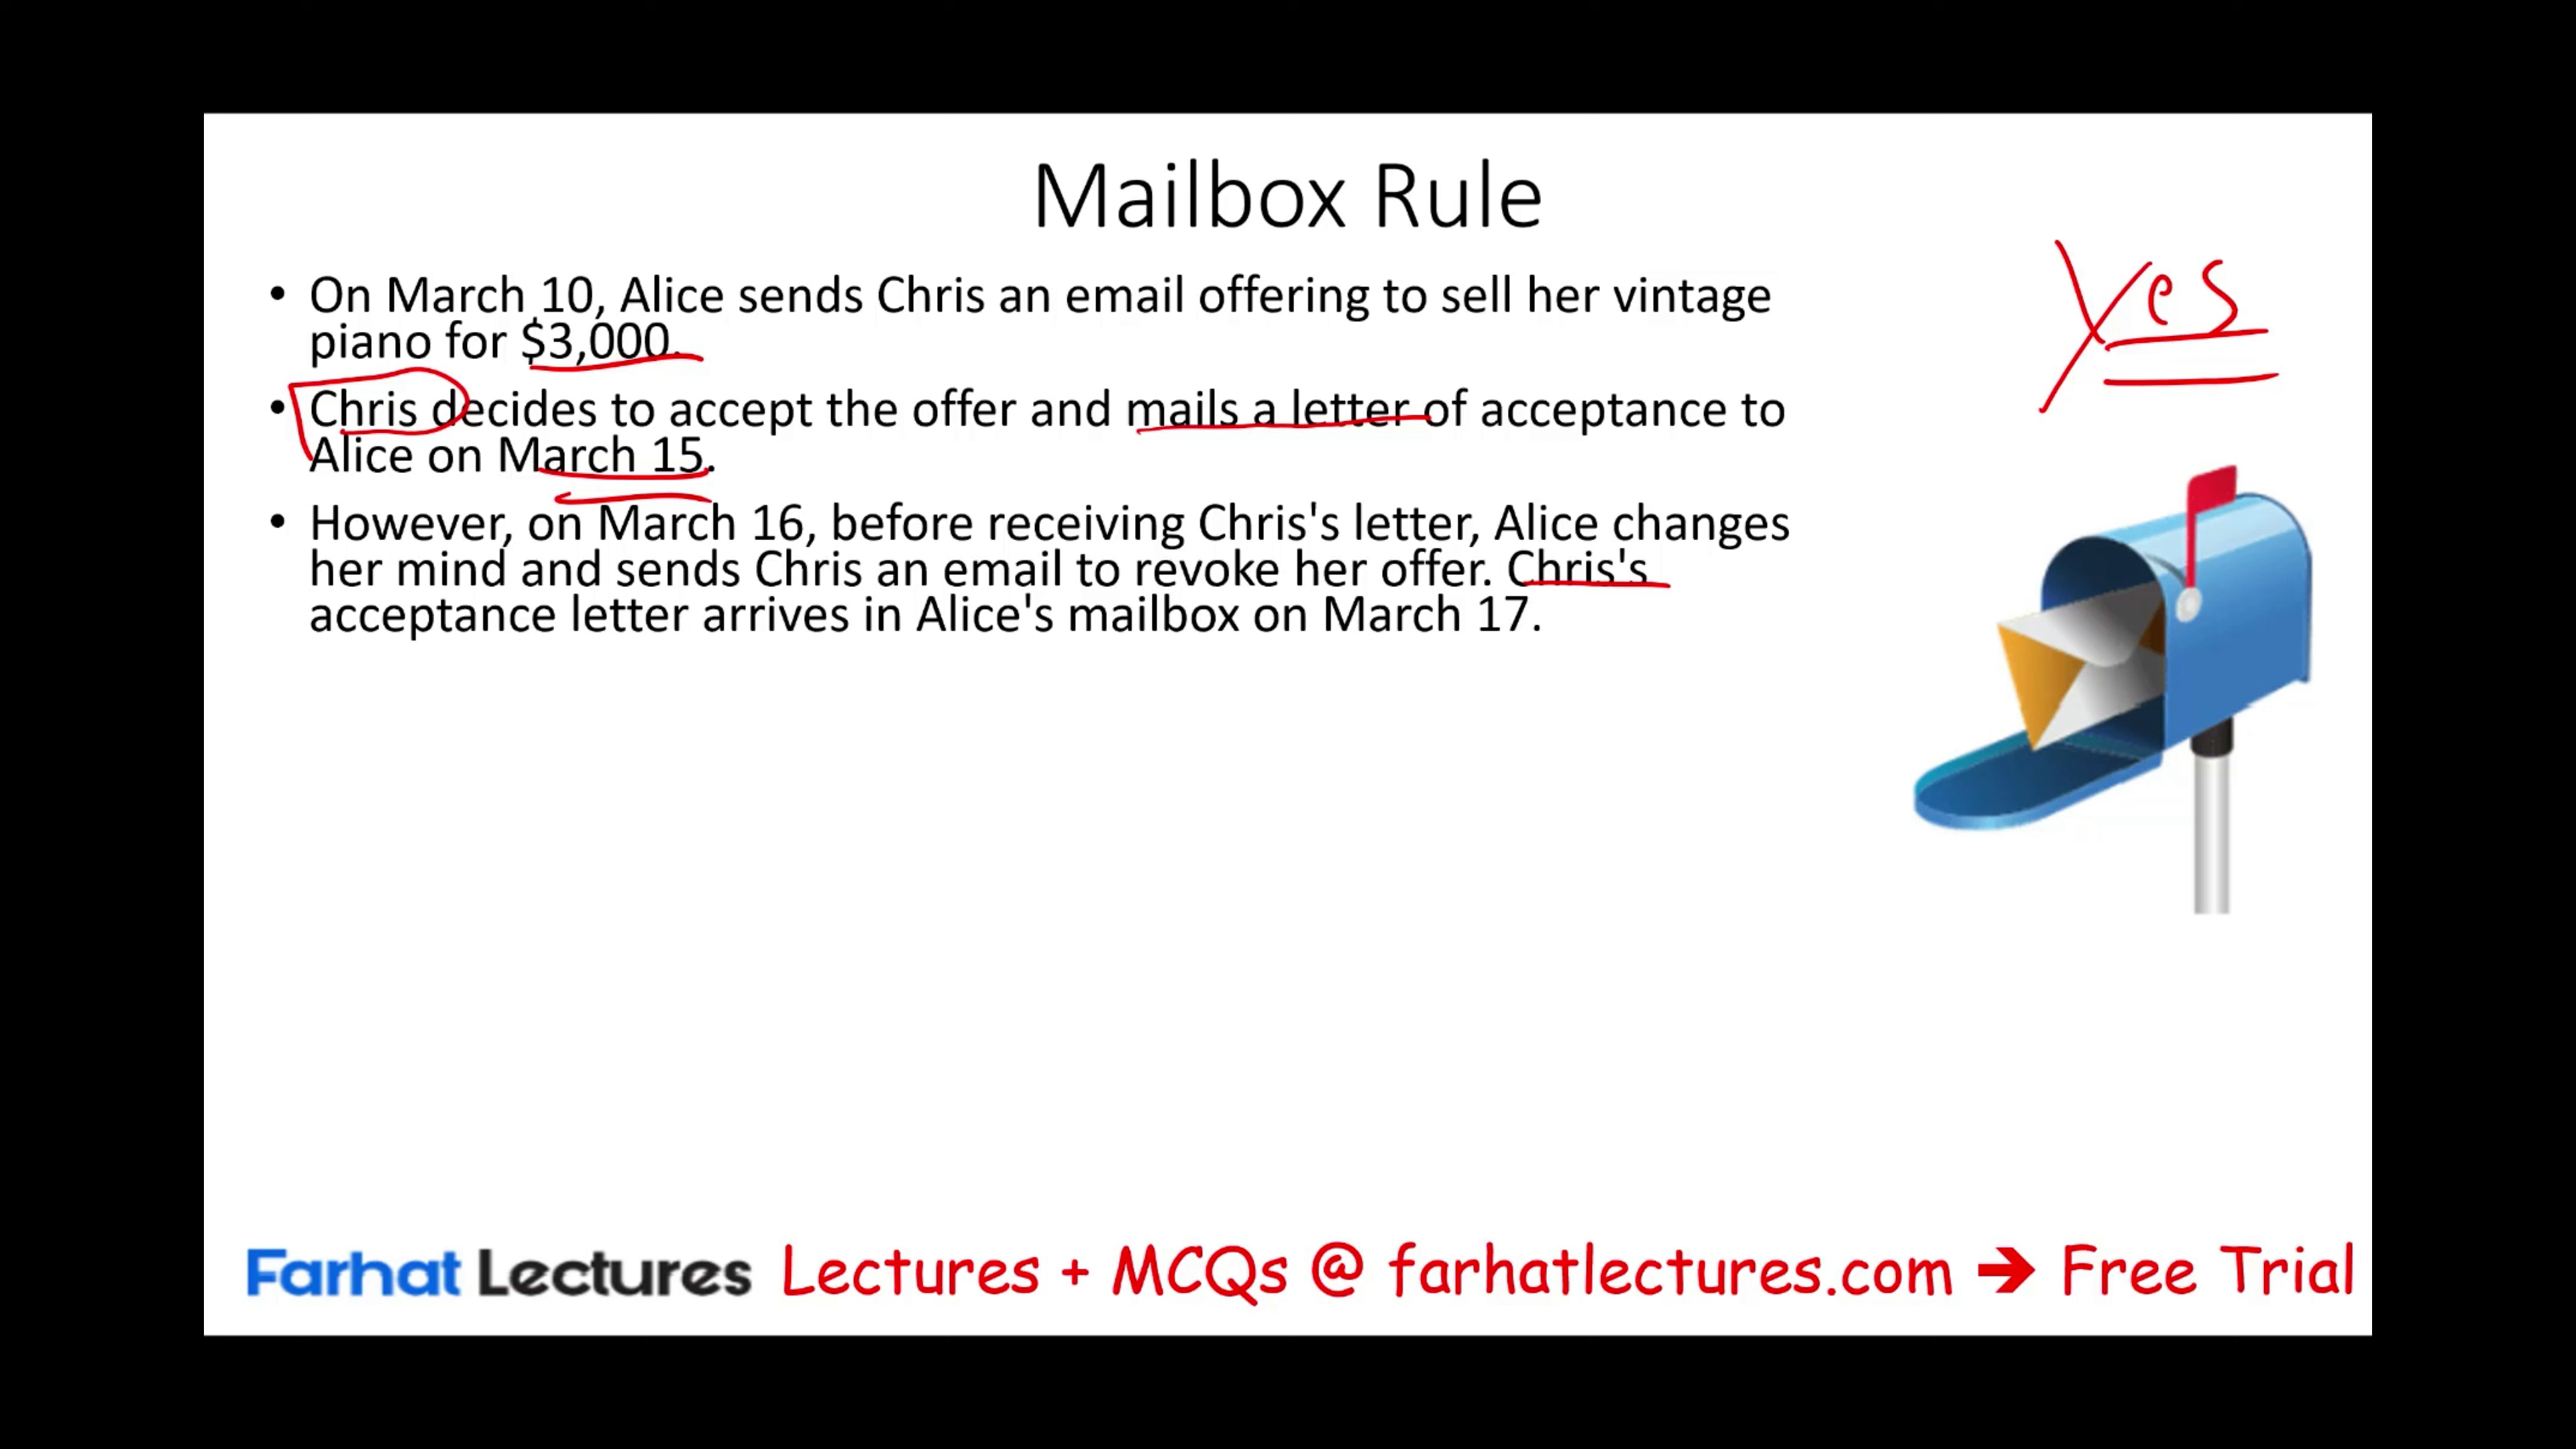 Mailbox Rule
• On March 10, Alice sends Chris an email offering to sell her vintage
piano for $3,000.
• Chris decides to accept the offer and mails a letter of acceptance to
Alice on March 15.
• However, on March 16, before receiving Chris's letter, Alice changes
her mind and sends Chris an email to revoke her offer. Chris's
acceptance letter arrives in Alice's mailbox on March 17.
Yes
Farhat Lectures Lectures + MCQs @ farhatlectures.com ➔ Free Trial